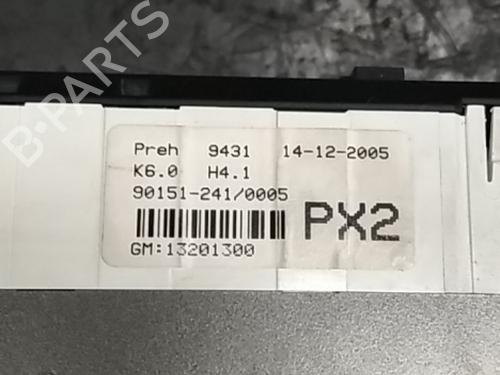 B-PARTS
Preh 9431 14-12-2005
K6.0 H4.1
90151-241/0005
PX2
GM:13201300